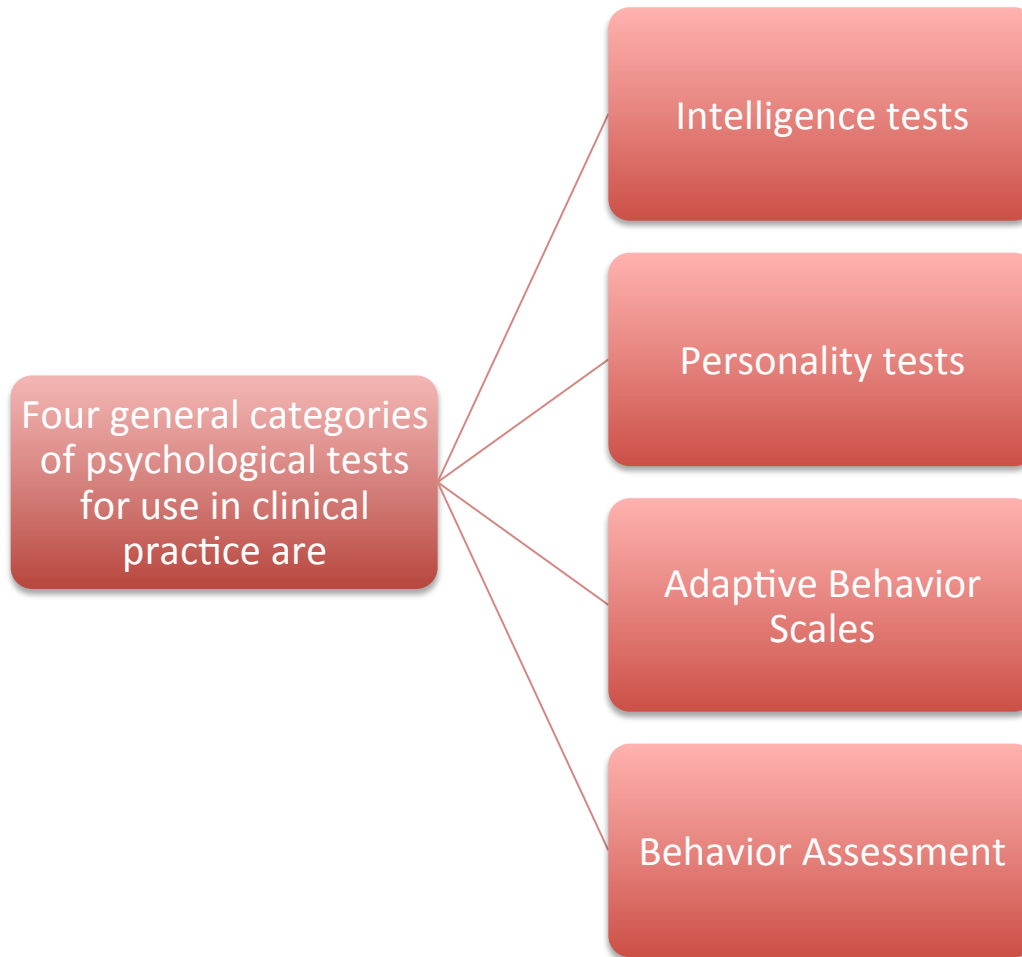 Four general categories
of psychological tests
for use in clinical
practice are
Intelligence tests
Personality tests
Adaptive Behavior
Scales
Behavior Assessment